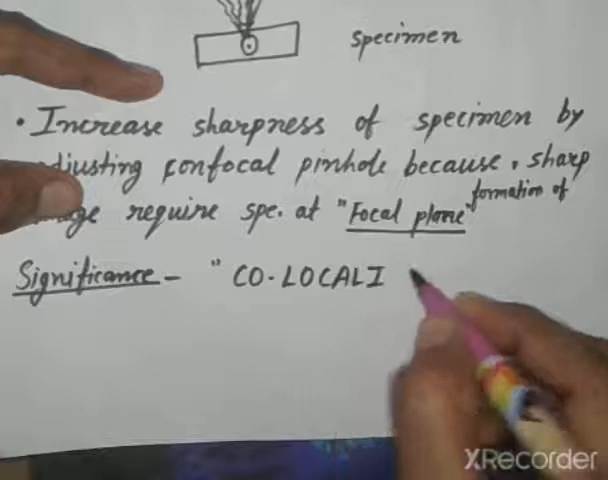 specimen
• Increase sharpness of specimen by
djusting confocal pinhole because, sharp
formation of
ge require spe. at "Focal plane"
Significance - " CO-LOCALI
XRecorder